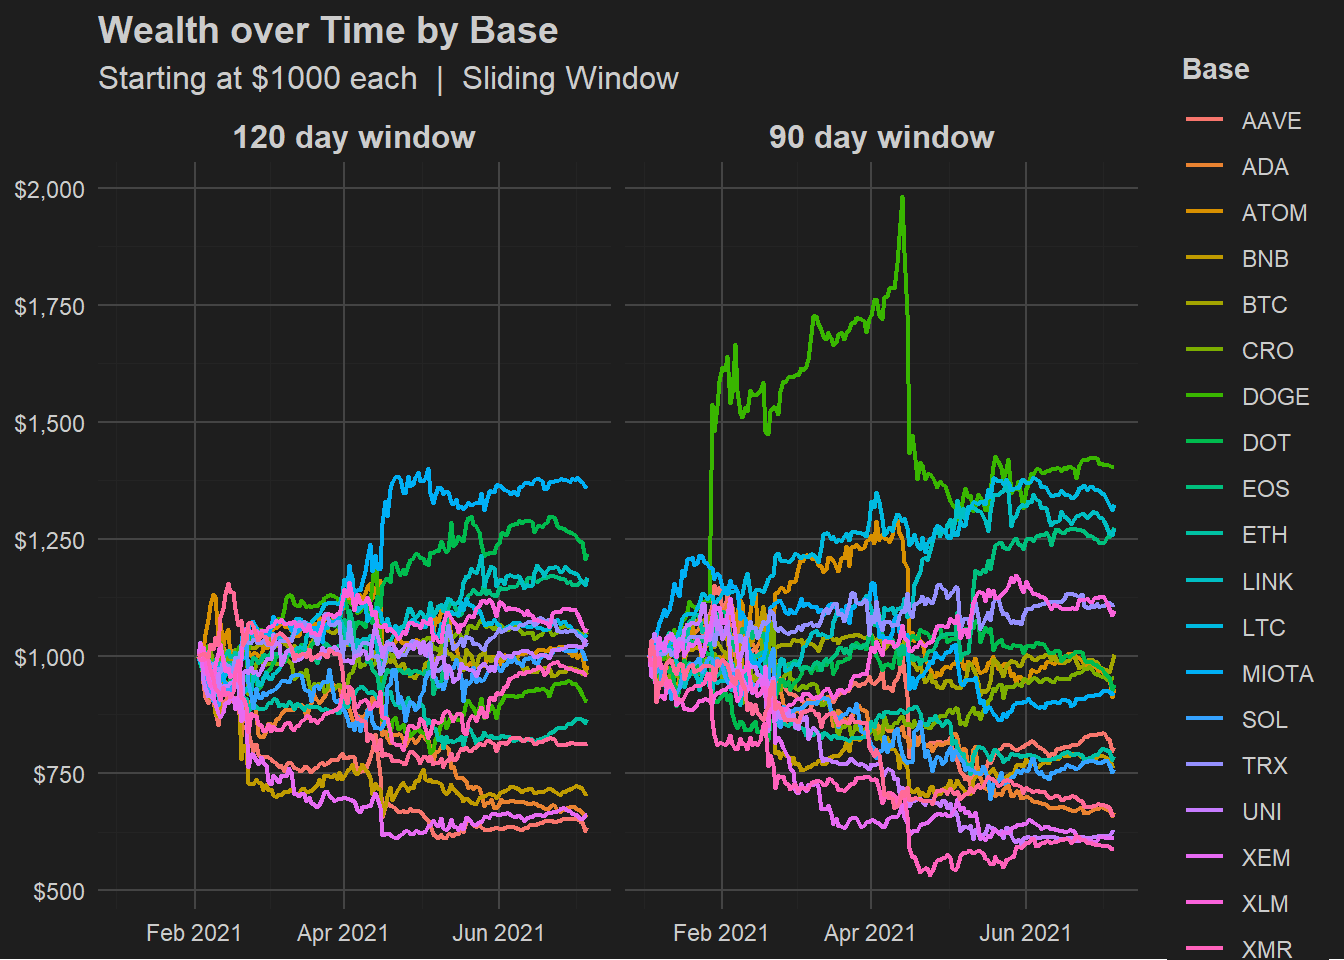 Wealth over Time by Base
Starting at $1000 each | Sliding Window
120 day window
90 day window
$2,000
$1,750
$1,500
$1,250
$1,000
$750
$500
Feb 2021
Apr 2021
Jun 2021
Feb 2021
Apr 2021
Jun 2021
Base
AAVE
ADA
ATOM
BNB
BTC
CRO
DOGE
DOT
EOS
ETH
LINK
LTC
MIOTA
SOL
TRX
UNI
XEM
XLM
XMR